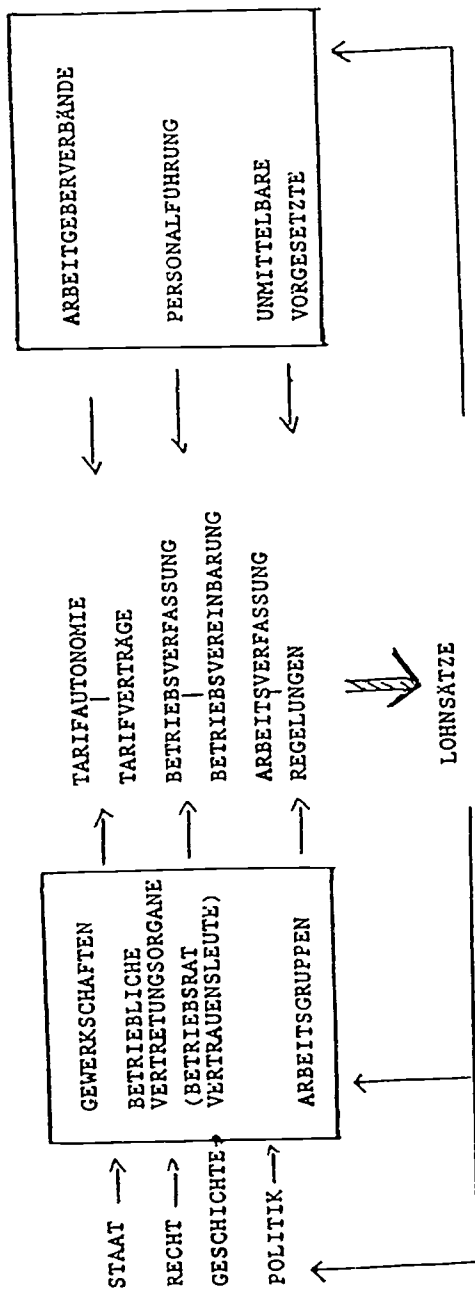 STAAT
RECHT
GESCHICHTE
POLITIK
GEWERKSCHAFTEN
BETRIEBLICHE
VERTRETUNGSORGANE
(BETRIEBSRAT
VERTRAUENSLEUTE)
ARBEITSGRUPPEN
TARIFAUTONOMIE
TARIFVERTRÄGE
BETRIEBSVERFASSUNG
BETRIEBSVEREINBARUNG
ARBEITSVERFASSUNG
REGELUNGEN
ARBEITGEBERVERBÄNDE
PERSONALFÜHRUNG
UNMITTELBARE
VORGESETZTE
LOHNSÄTZE